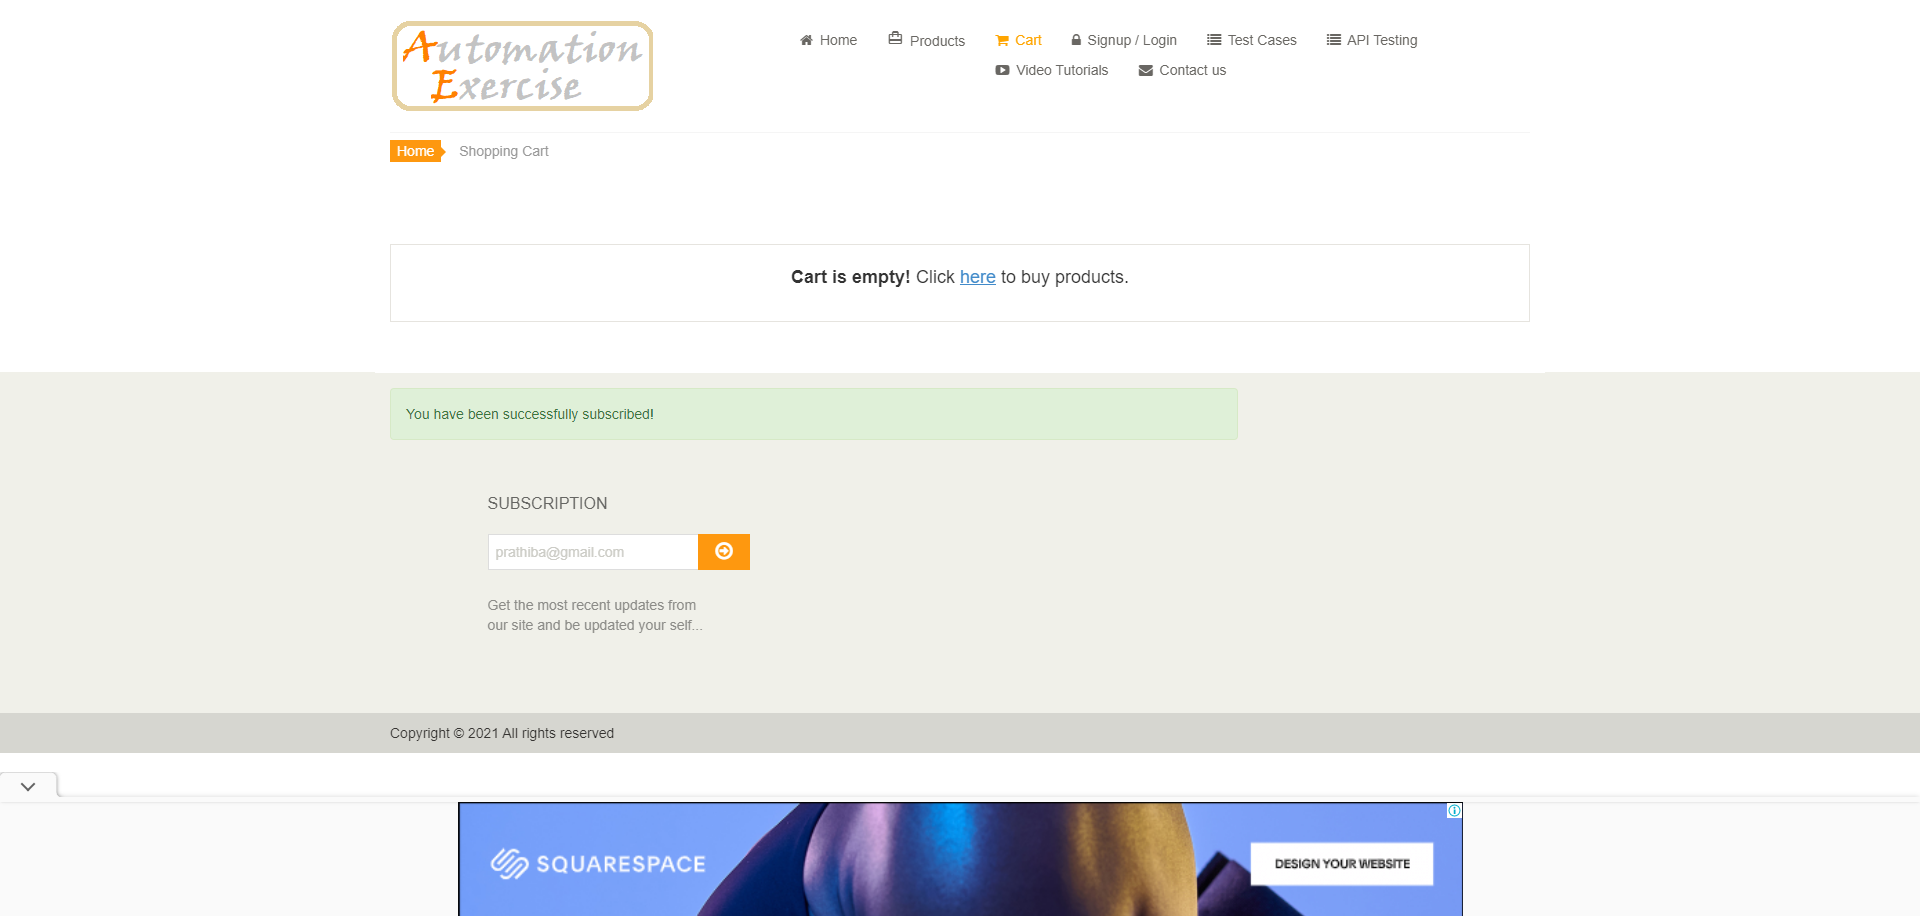 Automation
Exercise
Home
Products
Cart
Signup / Login
Test Cases
API Testing
Video Tutorials
Contact us
Home
Shopping Cart
Cart is empty! Click here to buy products.
You have been successfully subscribed!
SUBSCRIPTION
prathiba@gmail.com
Get the most recent updates from
our site and be updated your self...
Copyright © 2021 All rights reserved
SQUARESPACE
DESIGN YOUR WEBSITE